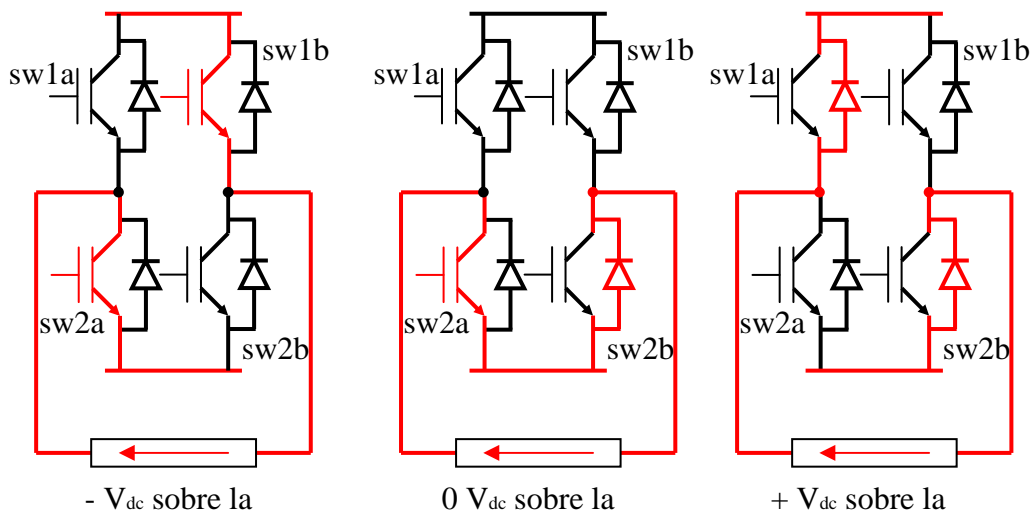 sw1a
sw1b
sw2a
sw2b
- Vdc sobre la
sw1a
sw1b
sw2a
sw2b
0 Vdc sobre la
sw1a
sw1b
sw2a
sw2b
+ Vdc sobre la